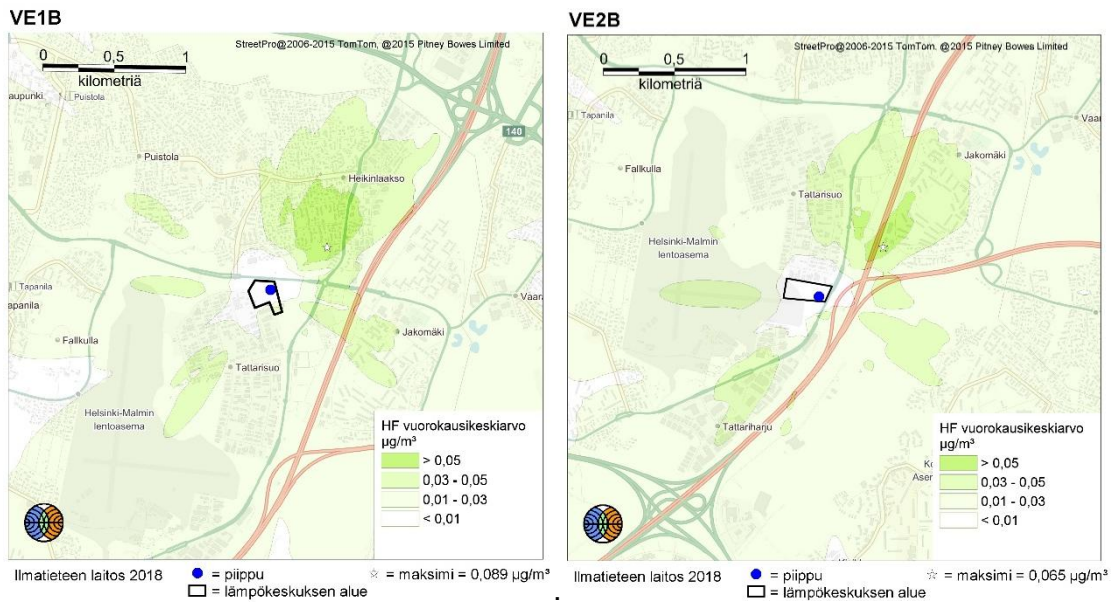 VE1B
StreetPro@2006-2015 TomTom, @2015 Pitney Bowes Limited
0 0,5 1
kilometriä
aupunki
Puistola
Tapanila
Puistola
140
Heikinlaakso
Tapanila
apanila
Vaara
Fallkulla
Jakomäki
Tattarisuo
Helsinki-Malmin
lentoasema
HF vuorokausikeskiarvo
µg/m³
> 0,05
0,03 - 0,05
0,01 - 0,03
< 0,01
Ilmatieteen laitos 2018
= piippu
= maksimi = 0,089 µg/m³
= lämpökeskuksen alue
VE2B
StreetPro@2006-2015 TomTom. @2015 Pitney Bowes Limited
0 0,5 1
kilometriä
Tapanila
Vaar
Jakomäki
Fallkulla
Tattarisuo
Helsinki-Malmin
lentoasema
Tattariharju
HF vuorokausikeskiarvo
µg/m³
> 0,05
0,03 - 0,05
0,01 - 0,03
< 0,01
Ilmatieteen laitos 2018
= piippu
= maksimi = 0,065 µg/m³
= lämpökeskuksen alue